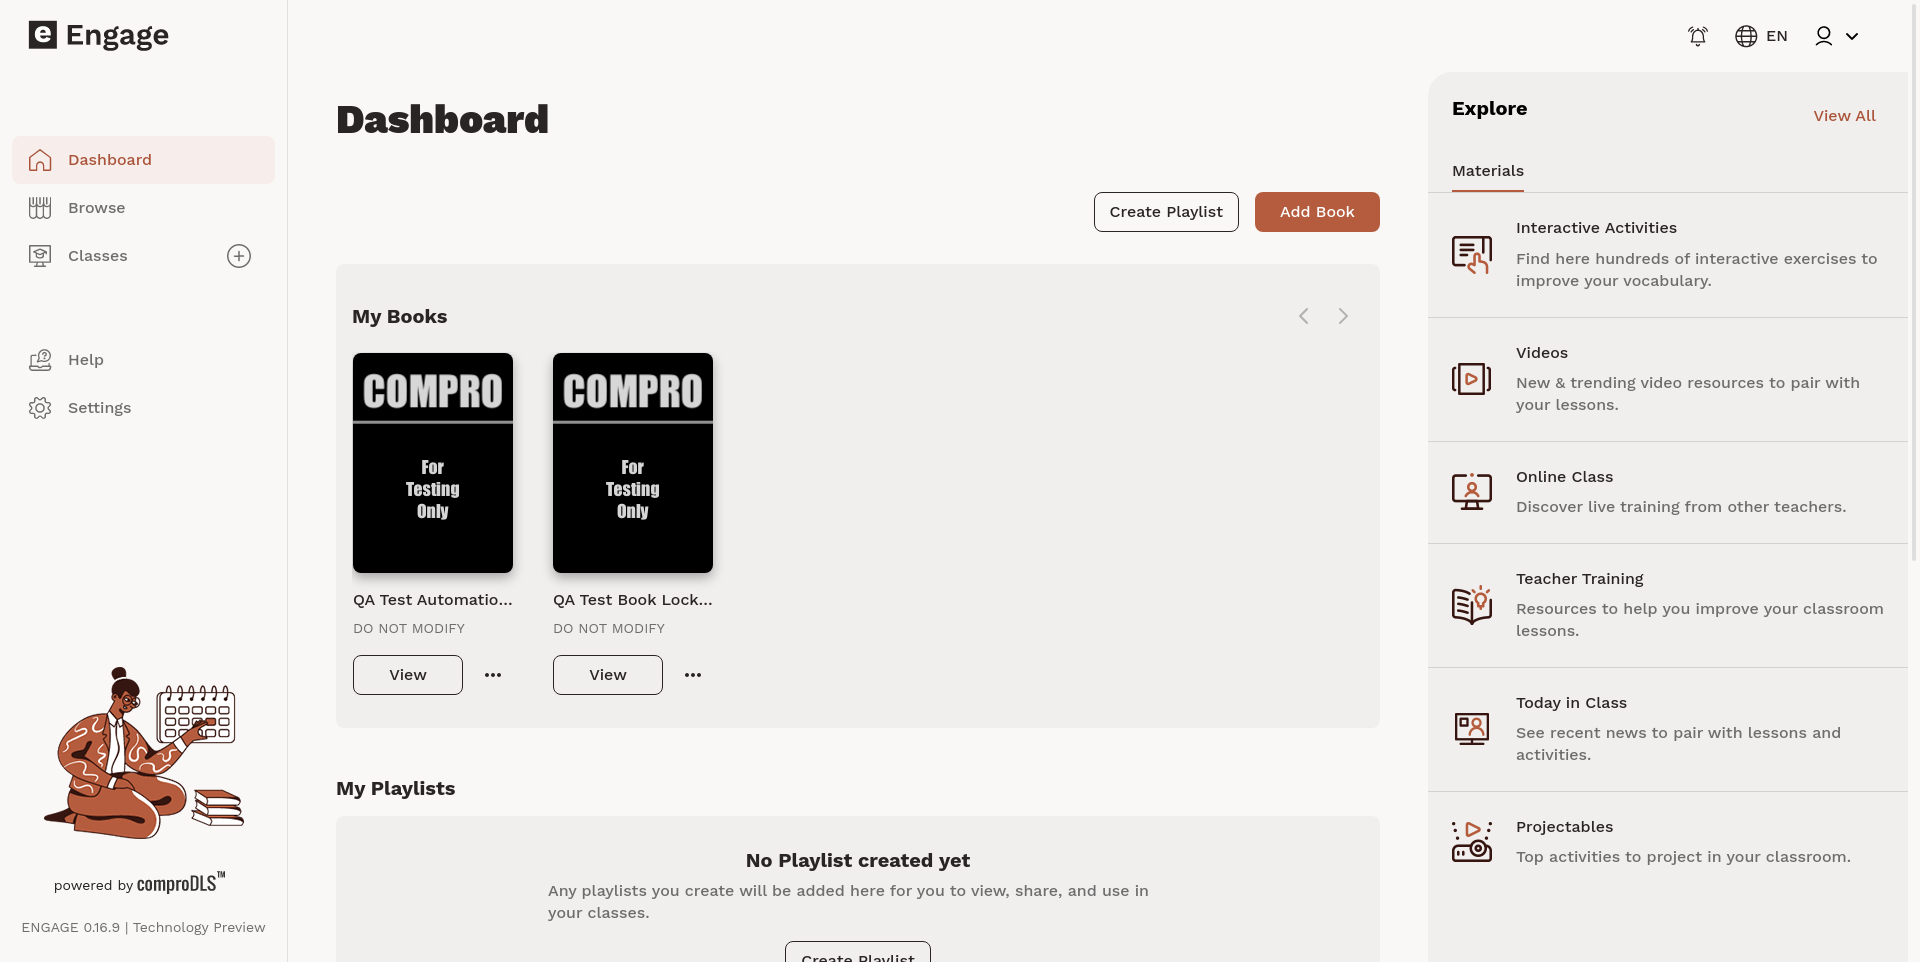 e Engage
EN
Dashboard
Browse
Classes
Help
Settings
powered by comproDLS™
ENGAGE 0.16.9 | Technology Preview
Dashboard
Create Playlist
Add Book
My Books
COMPRO
For
Testing
Only
QA Test Automatio...
DO NOT MODIFY
View
COMPRO
For
Testing
Only
QA Test Book Lock...
DO NOT MODIFY
View
My Playlists
No Playlist created yet
Any playlists you create will be added here for you to view, share, and use in
your classes.
Create Playlist
Explore
View All
Materials
Interactive Activities
Find here hundreds of interactive exercises to
improve your vocabulary.
Videos
New & trending video resources to pair with
your lessons.
Online Class
Discover live training from other teachers.
Teacher Training
Resources to help you improve your classroom
lessons.
Today in Class
See recent news to pair with lessons and
activities.
Projectables
Top activities to project in your classroom.